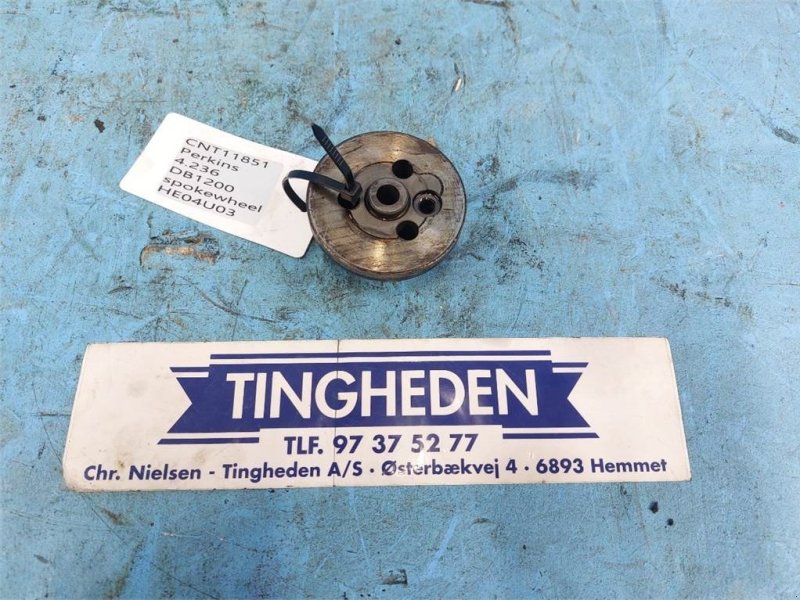 CNT11851
Perkins
4.236
DB1200
spokewheel
HE04U03
TINGHEDEN
TLF. 97 37 52 77
Chr. Nielsen - Tingheden A/S · Østerbækvej 4 · 6893 Hemmet